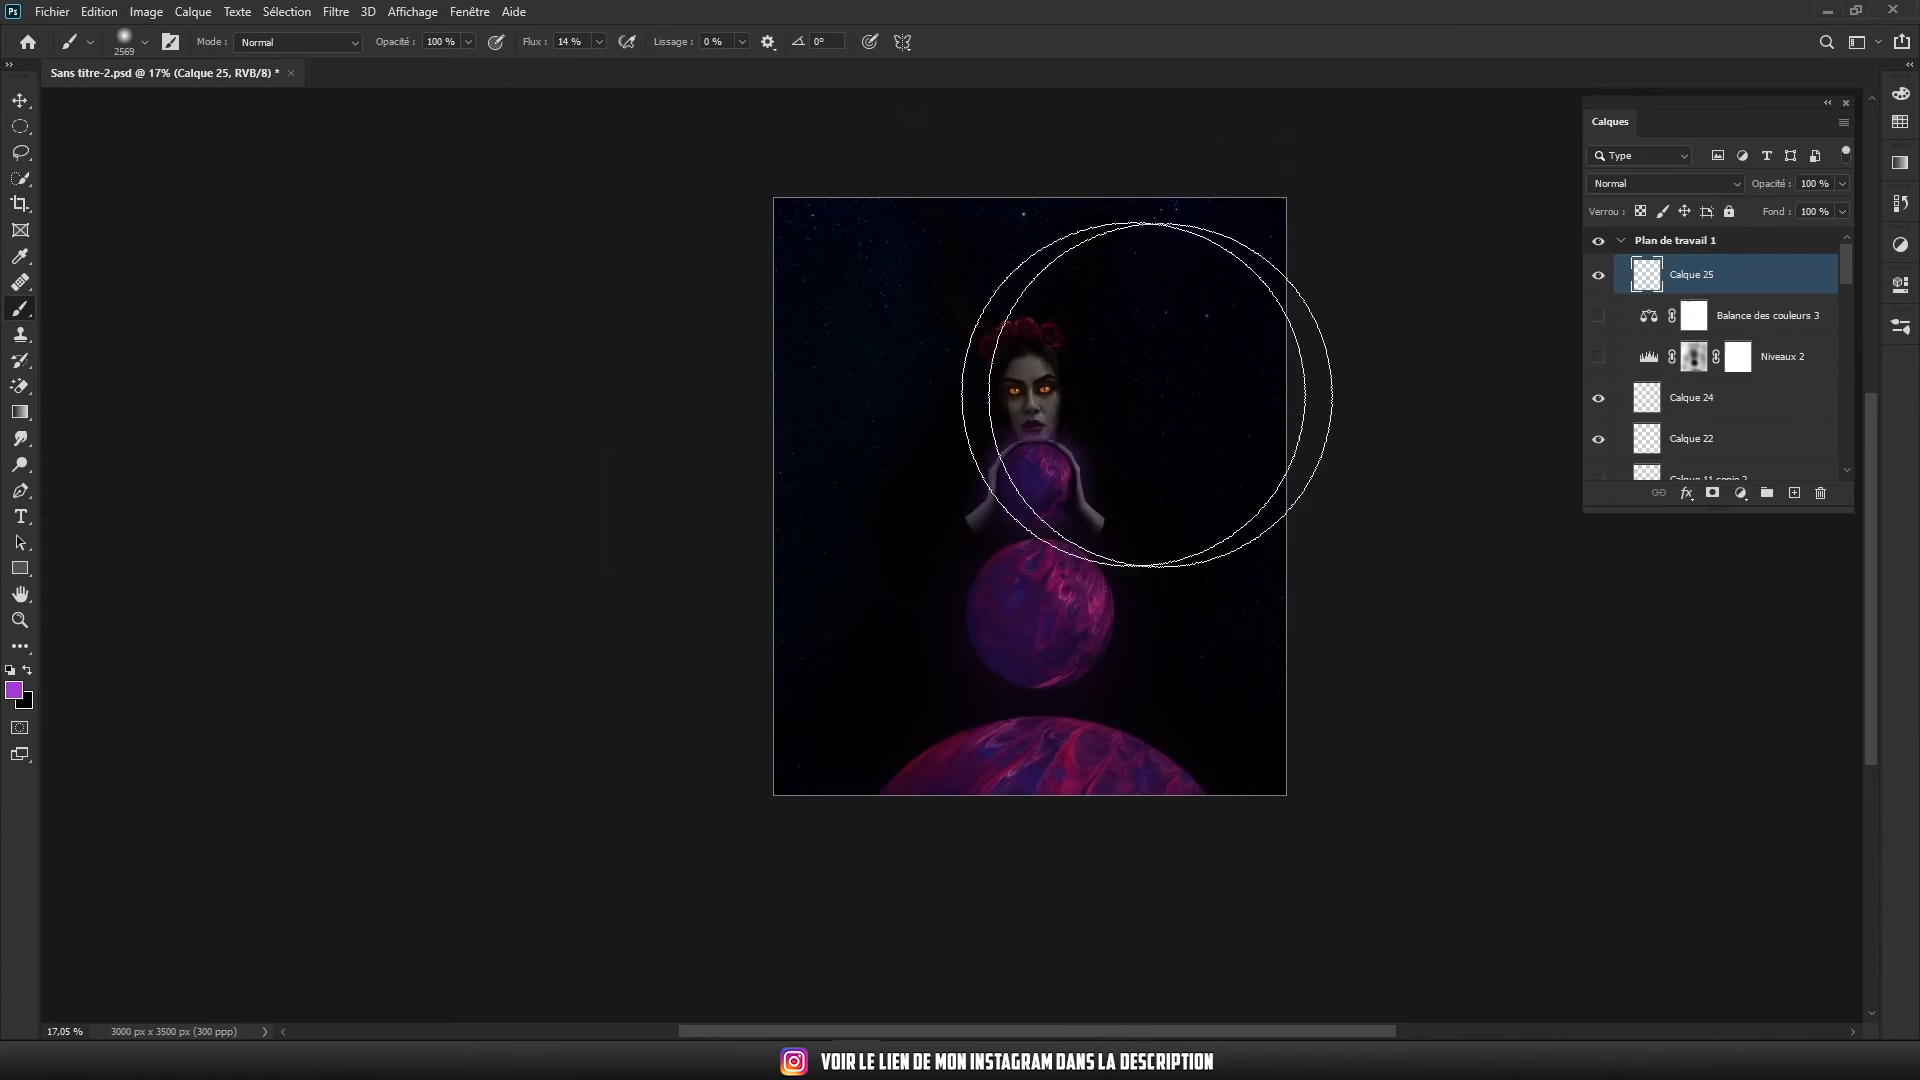 Ps Fichier Edition Image Calque Texte Sélection Filtre 3D Affichage Fenêtre Aide
2569 Mode : Normal Opacité : 100 % Flux : 14 % Lissage : 0 % 0°
Sans titre-2.psd @ 17% (Calque 25, RVB/8) * ×
Calques
Type
Normal Opacité : 100 %
Verrou : Fond : 100 %
Plan de travail 1
Calque 25
Balance des couleurs 3
Niveaux 2
Calque 24
Calque 22
Calque 11 copie 2
fx
17,05 % 3000 px x 3500 px (300 ppp)
VOIR LE LIEN DE MON INSTAGRAM DANS LA DESCRIPTION